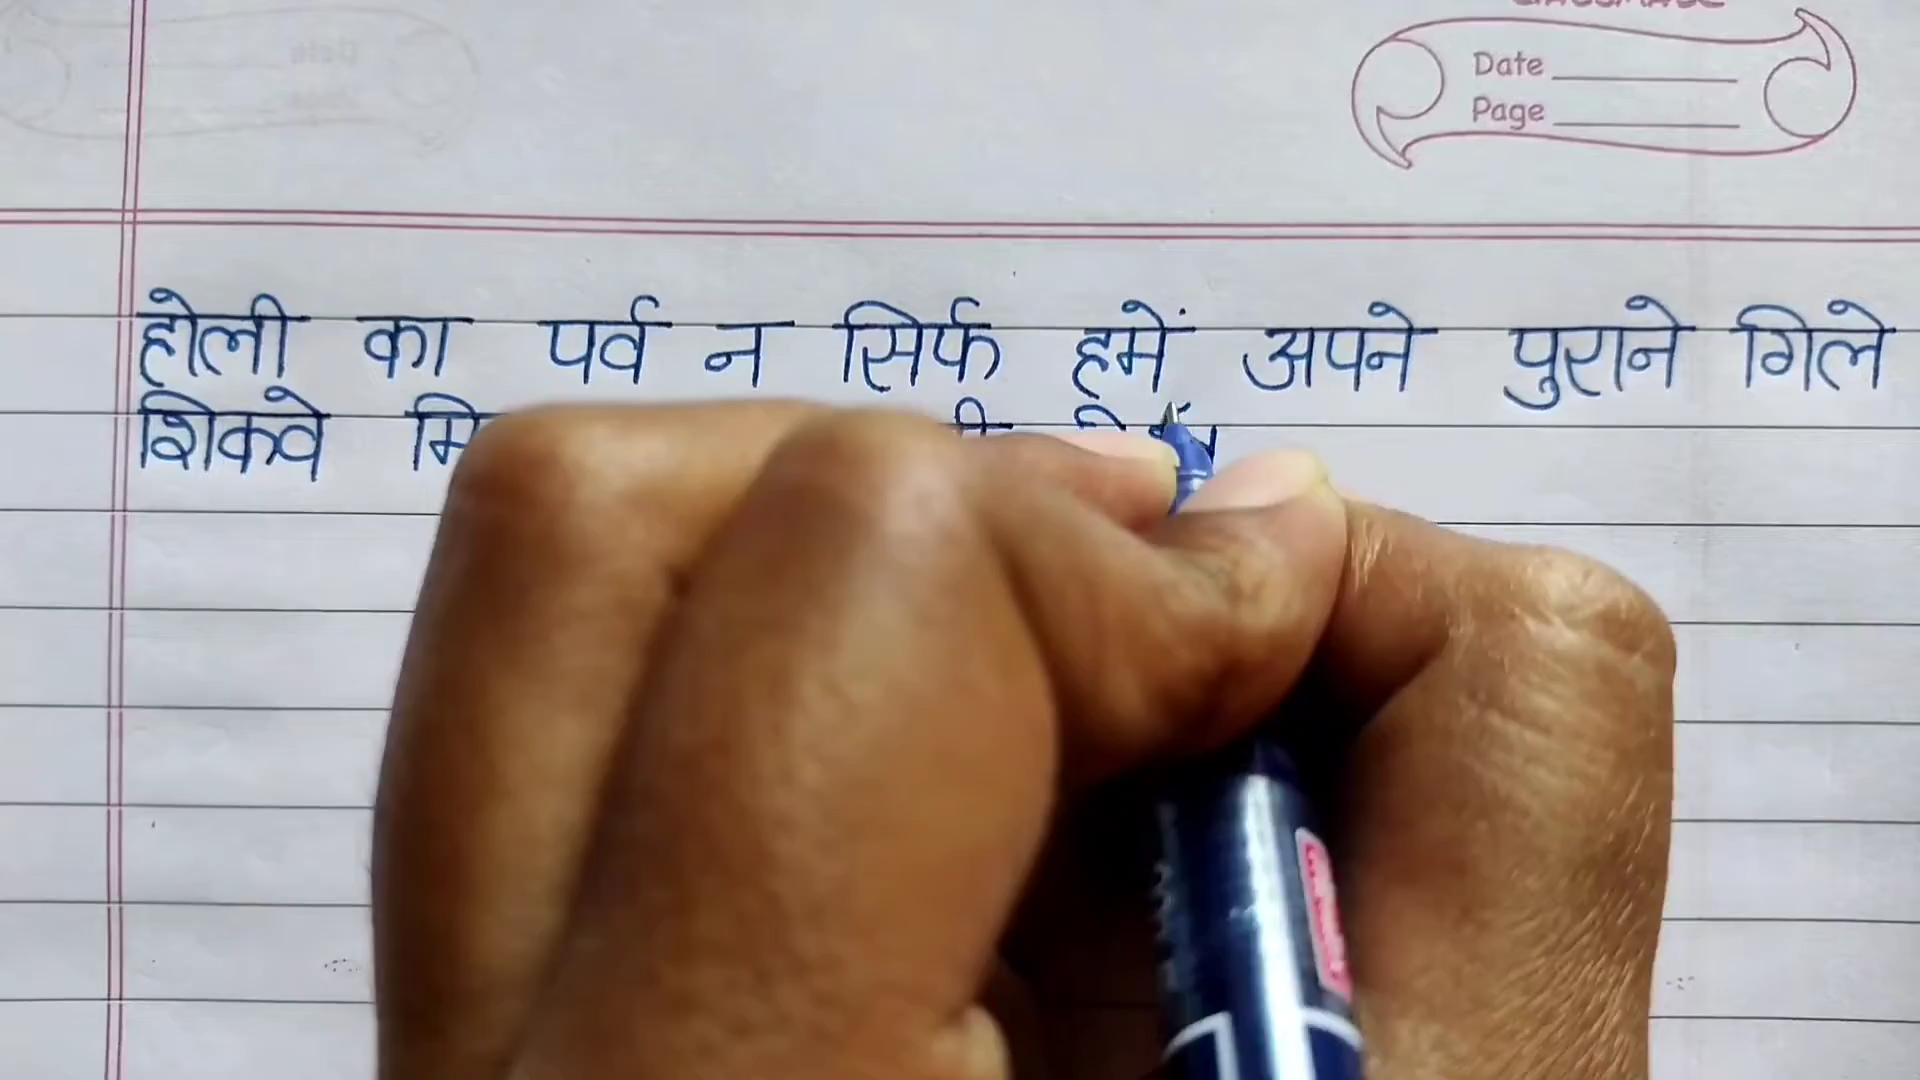 Date
Page
होली का पर्व न सिर्फ हमें अपने पुराने गिले
शिकवे